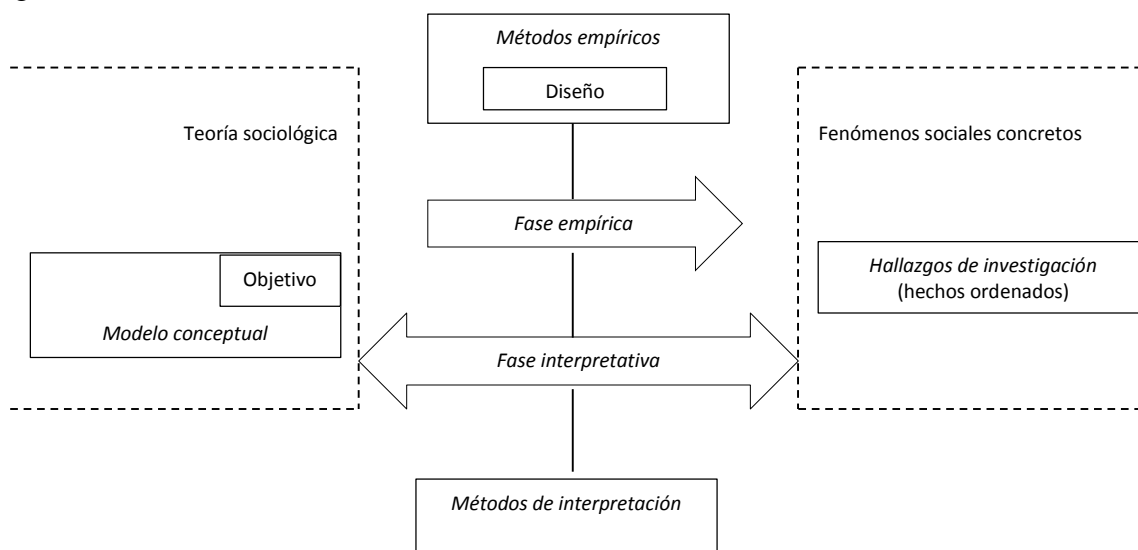 Métodos empíricos
Diseño
Teoría sociológica
Fenómenos sociales concretos
Fase empírica
Objetivo
Modelo conceptual
Hallazgos de investigación
(hechos ordenados)
Fase interpretativa
Métodos de interpretación